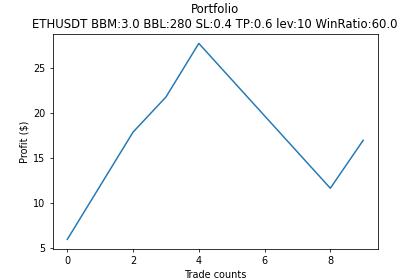 Portfolio
ETHUSDT BBM:3.0 BBL:280 SL:0.4 TP:0.6 lev:10 WinRatio:60.0
25
20
15
10
5
Profit ($)
0 2 4 6 8
Trade counts